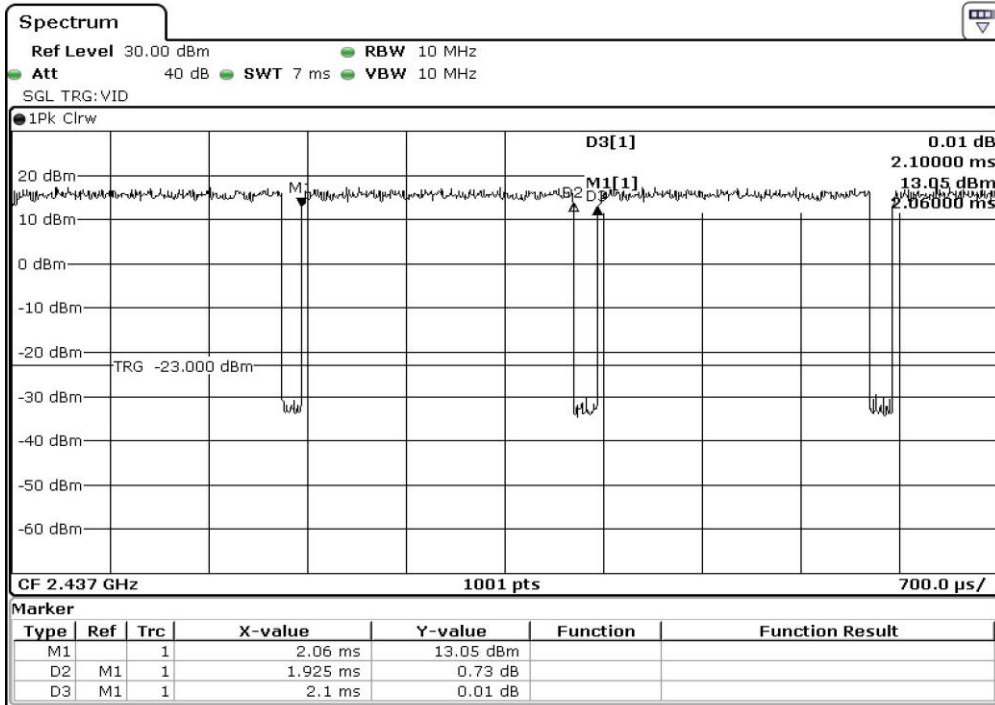 Spectrum
Ref Level 30.00 dBm RBW 10 MHz
Att 40 dB SWT 7 ms VBW 10 MHz
SGL TRG:VID
1Pk Clrw
D3[1] 0.01 dB
2.10000 ms
M1[1] 13.05 dBm
2.06000 ms
20 dBm
M1
D2 D3
10 dBm
0 dBm
-10 dBm
-20 dBm
TRG -23.000 dBm
-30 dBm
-40 dBm
-50 dBm
-60 dBm
CF 2.437 GHz 1001 pts 700.0 µs/
Marker
Type Ref Trc X-value Y-value Function Function Result
M1 1 2.06 ms 13.05 dBm
D2 M1 1 1.925 ms 0.73 dB
D3 M1 1 2.1 ms 0.01 dB